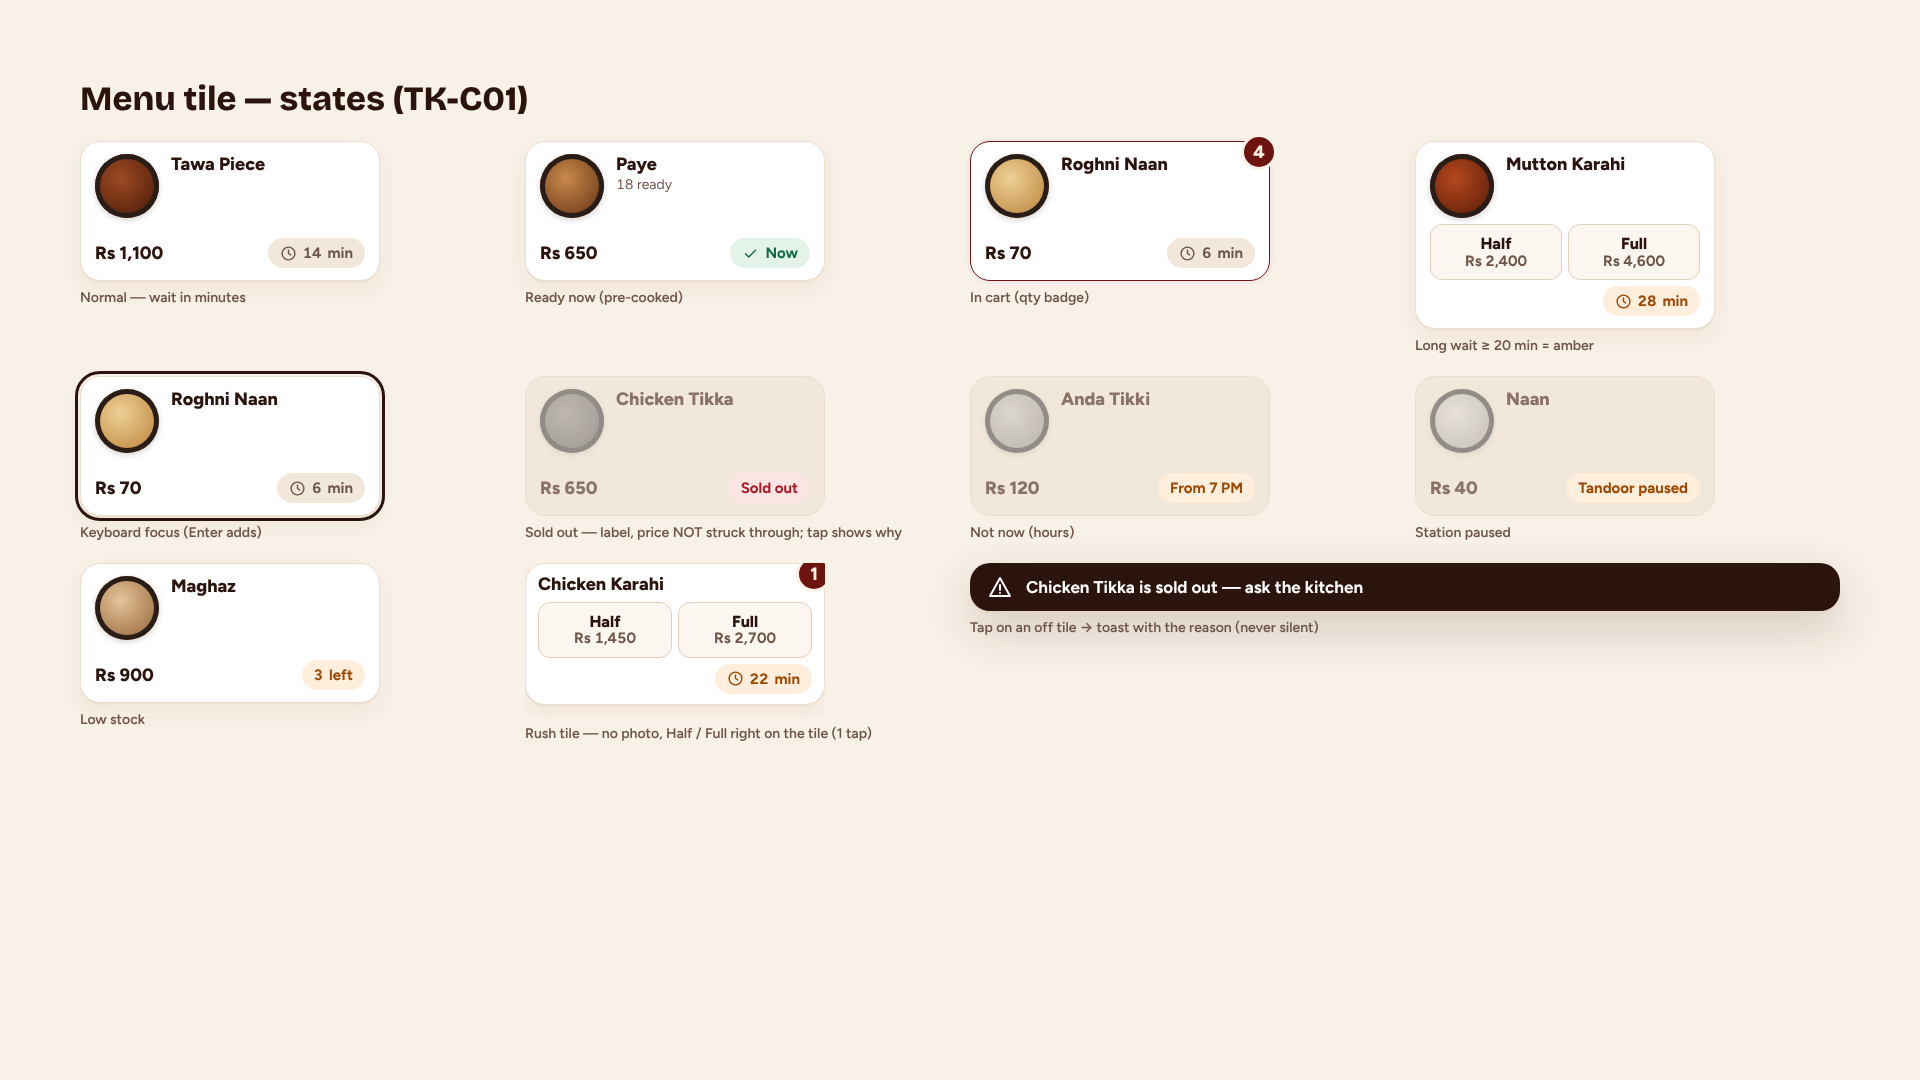 Menu tile — states (TK-C01)
Tawa Piece
Rs 1,100
14 min
Normal — wait in minutes
Paye
18 ready
Rs 650
Now
Ready now (pre-cooked)
4
Roghni Naan
Rs 70
6 min
In cart (qty badge)
Mutton Karahi
Half
Rs 2,400
Full
Rs 4,600
28 min
Long wait ≥ 20 min = amber
Roghni Naan
Rs 70
6 min
Keyboard focus (Enter adds)
Chicken Tikka
Rs 650
Sold out
Sold out — label, price NOT struck through; tap shows why
Anda Tikki
Rs 120
From 7 PM
Not now (hours)
Naan
Rs 40
Tandoor paused
Station paused
Maghaz
Rs 900
3 left
Low stock
1
Chicken Karahi
Half
Rs 1,450
Full
Rs 2,700
22 min
Rush tile — no photo, Half / Full right on the tile (1 tap)
Chicken Tikka is sold out — ask the kitchen
Tap on an off tile → toast with the reason (never silent)